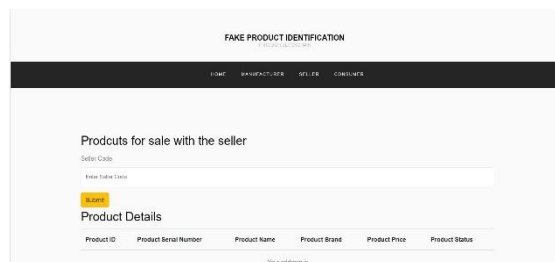 FAKE PRODUCT IDENTIFICATION
HOME MANUFACTURER SELLER CONSUMER
Prodcuts for sale with the seller
Seller Code
Enter Seller Code
Submit
Product Details
Product ID Product Serial Number Product Name Product Brand Product Price Product Status